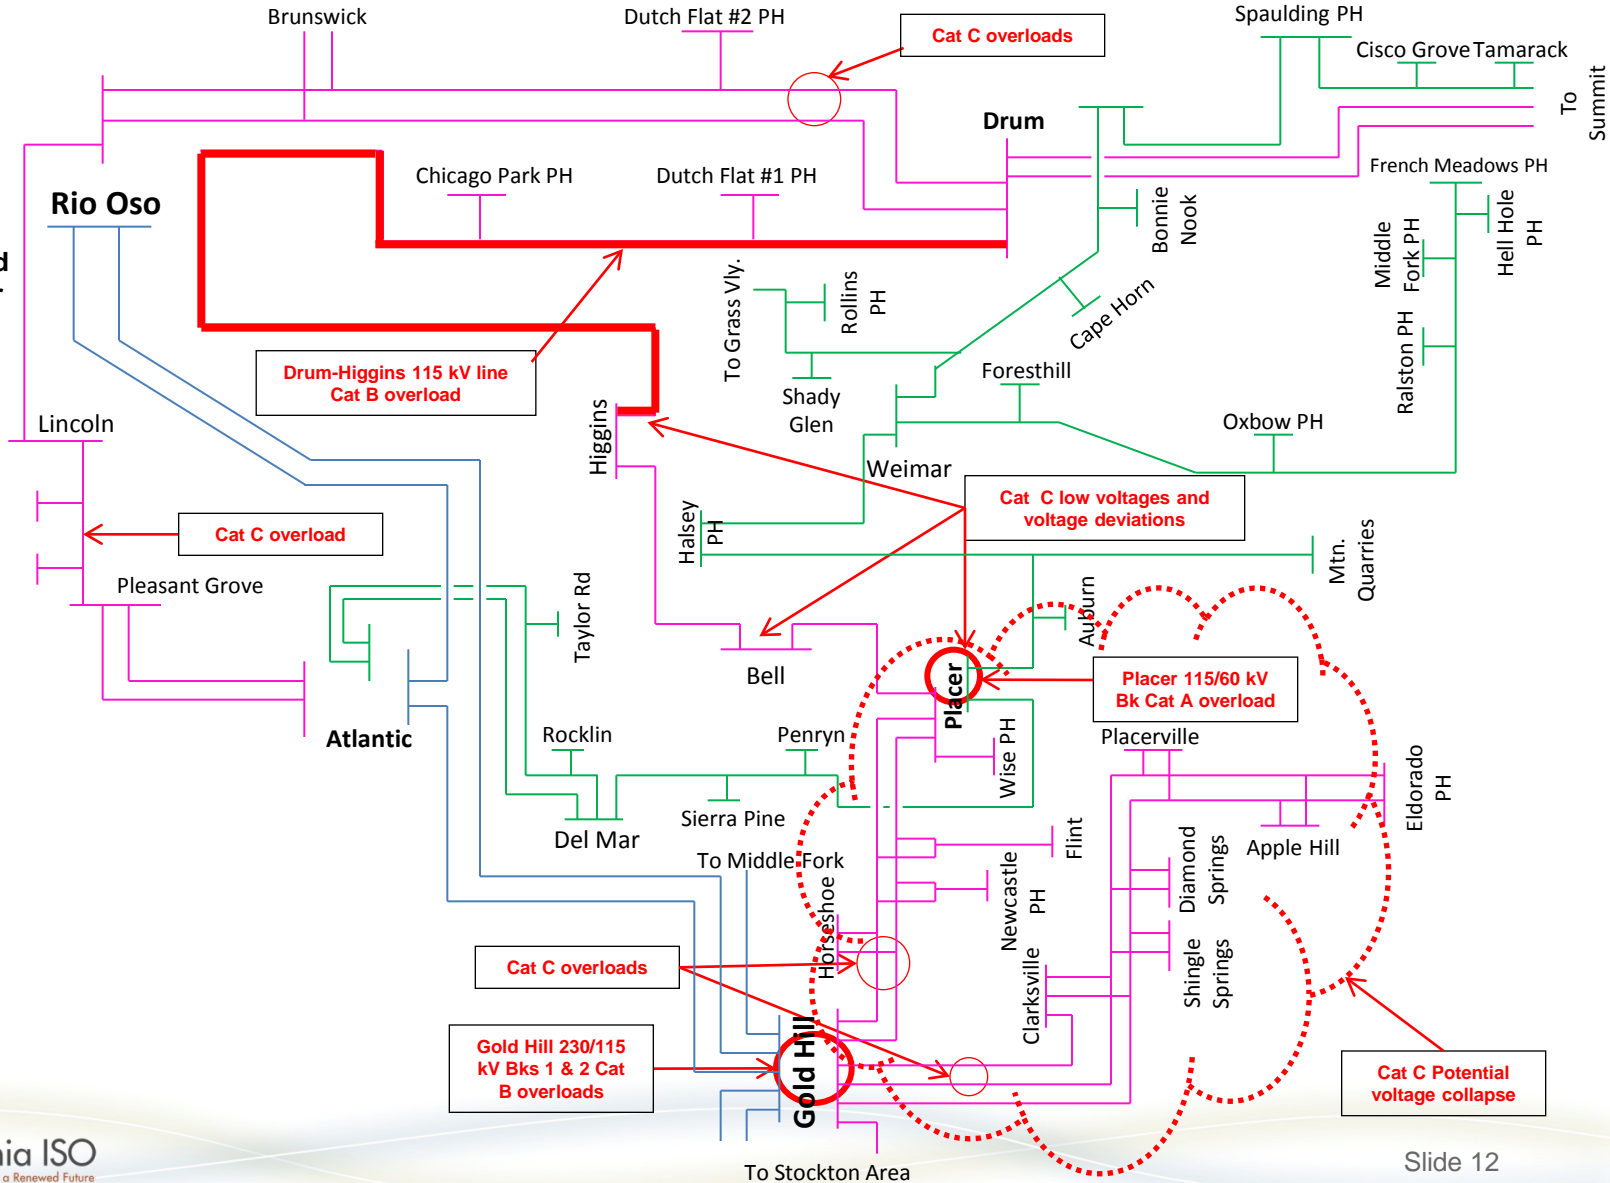 Brunswick
Dutch Flat #2 PH
Cat C overloads
Spaulding PH
Cisco Grove
Tamarack
To
Summit
Drum
Rio Oso
Chicago Park PH
Dutch Flat #1 PH
French Meadows PH
Bonnie
Nook
Middle
Fork PH
Hell Hole
PH
d
To Grass Vly.
Rollins
PH
Cape Horn
Ralston PH
Drum-Higgins 115 kV line
Cat B overload
Shady
Glen
Foresthill
Oxbow PH
Lincoln
Higgins
Weimar
Cat C low voltages and
voltage deviations
Cat C overload
Halsey
PH
Mtn.
Quarries
Pleasant Grove
Taylor Rd
Auburn
Bell
Placer
Placer 115/60 kV
Bk Cat A overload
Atlantic
Rocklin
Penryn
Wise PH
Placerville
Eldorado
PH
Sierra Pine
Del Mar
Flint
Apple Hill
To Middle Fork
Newcastle
PH
Diamond
Springs
Horseshoe
Cat C overloads
Clarksville
Shingle
Springs
Gold Hill
Gold Hill 230/115
kV Bks 1 & 2 Cat
B overloads
Cat C Potential
voltage collapse
nia ISO
a Renewed Future
To Stockton Area
Slide 12